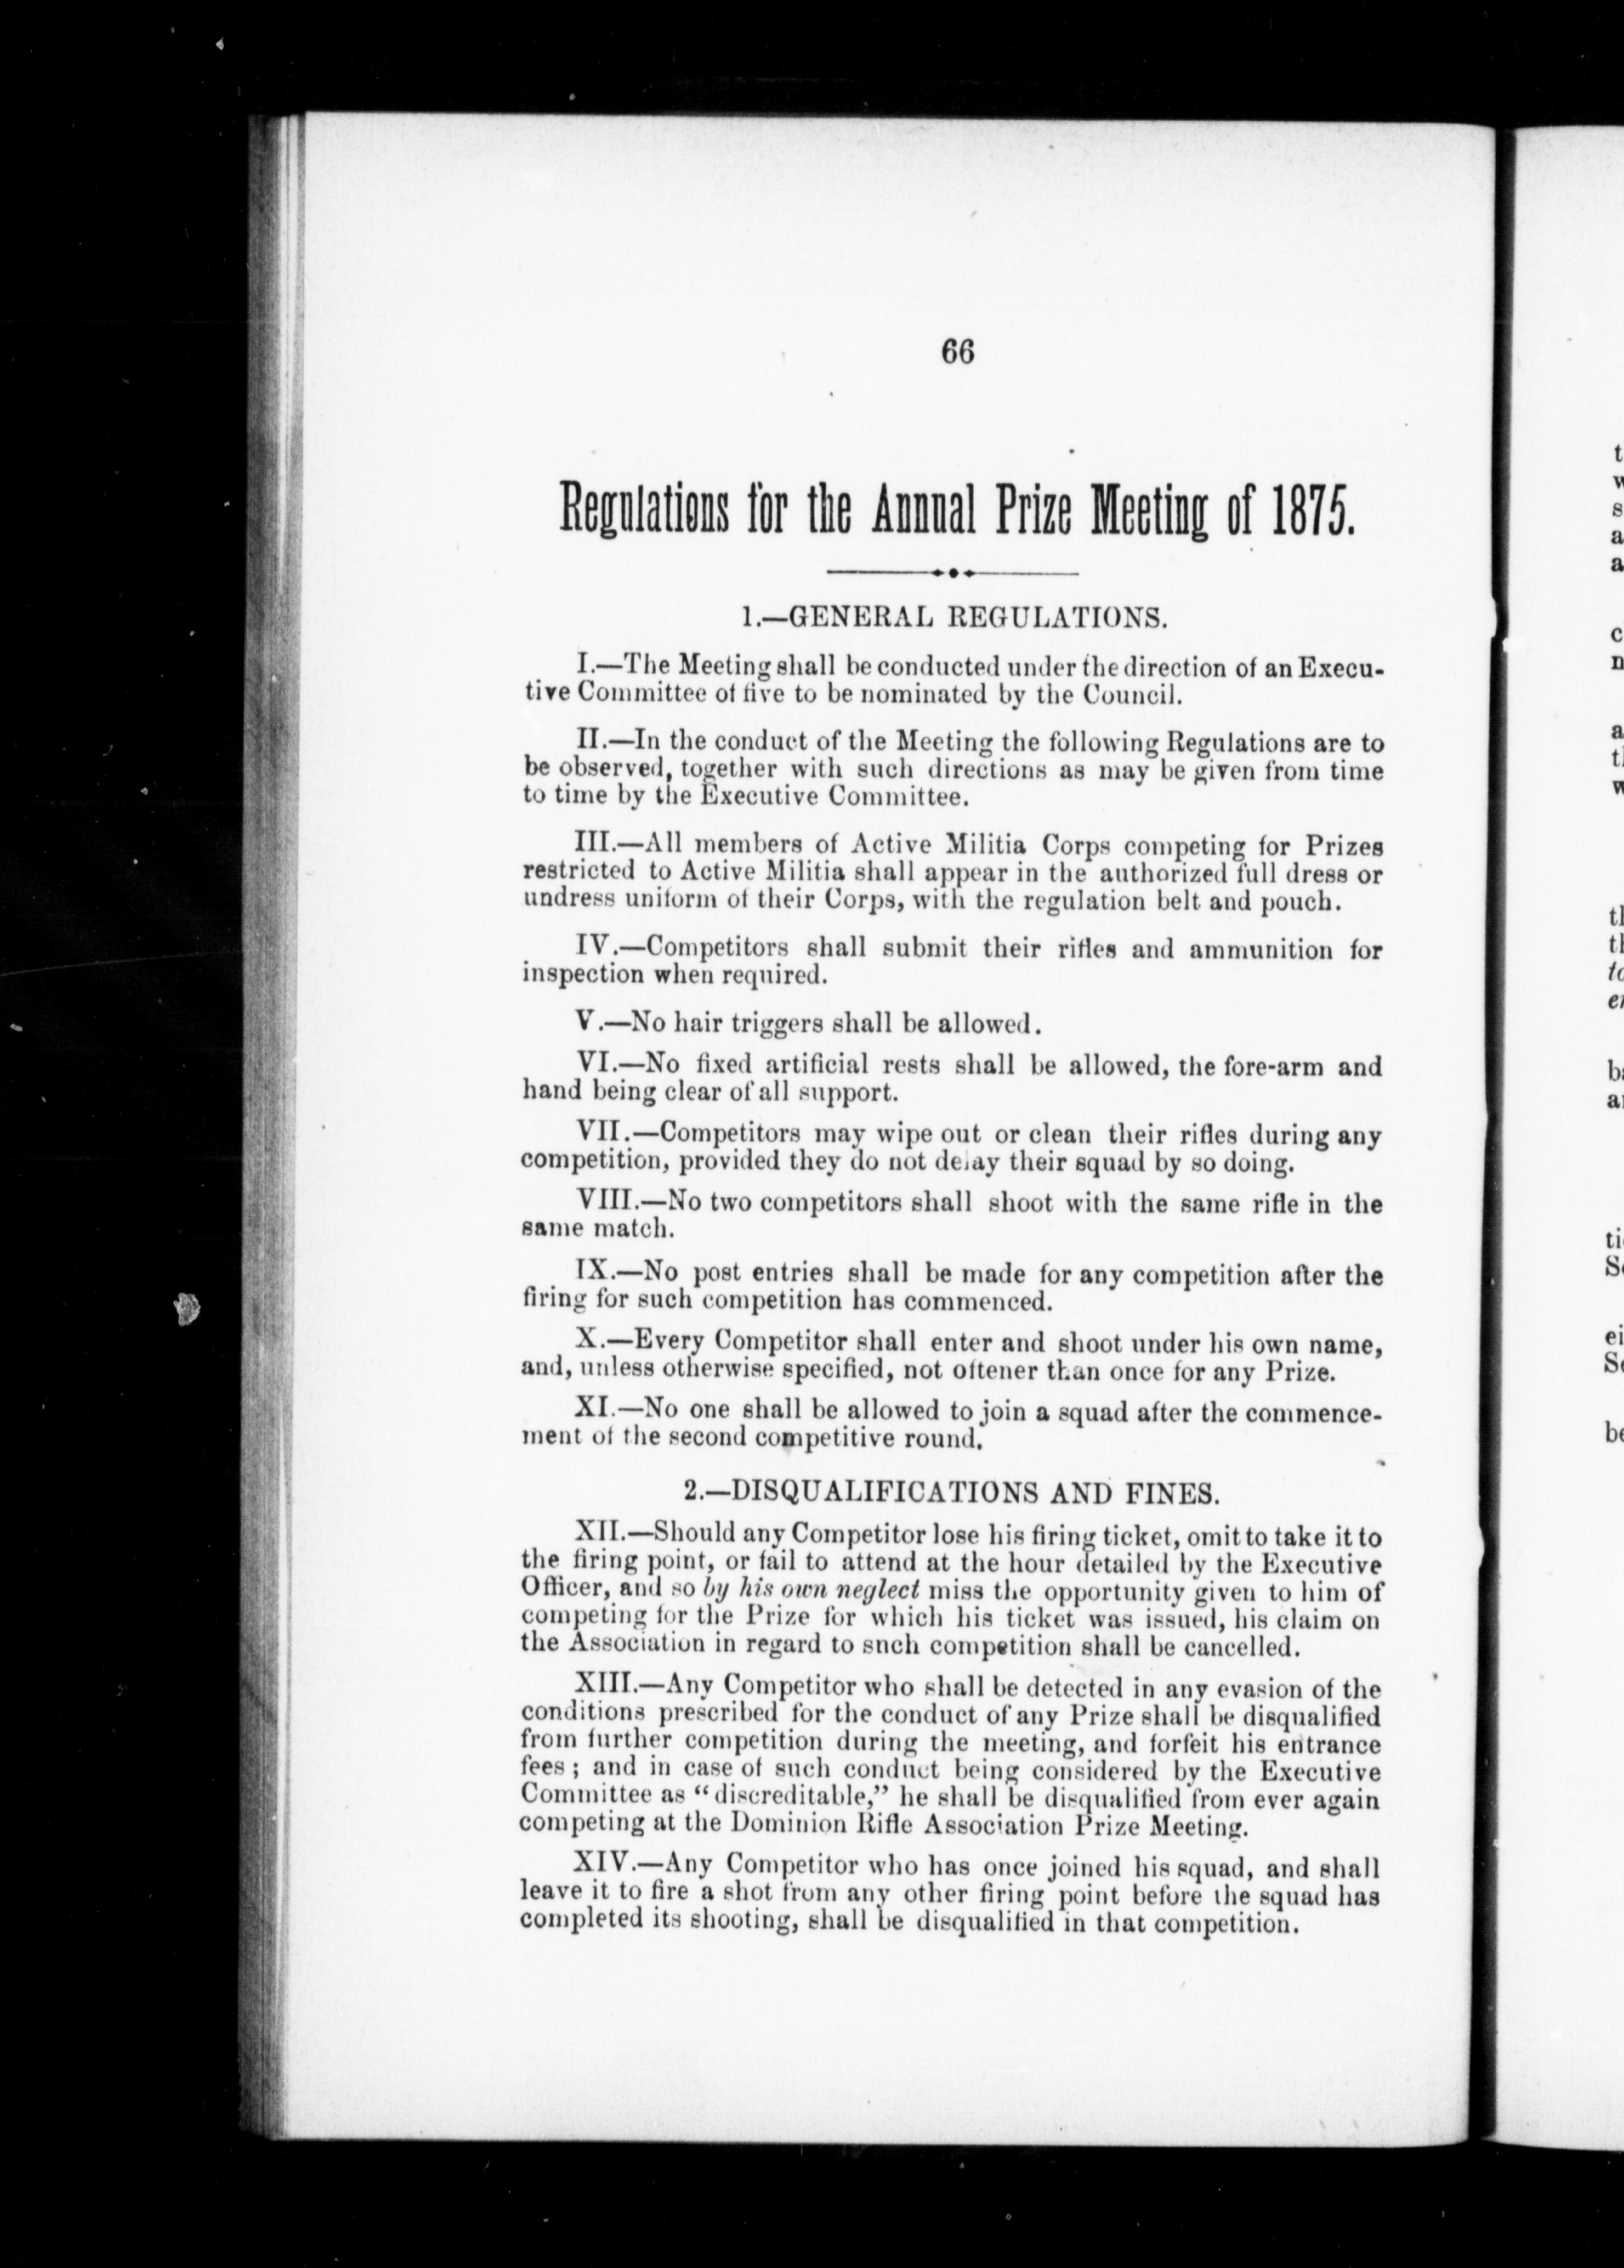 66
Regulations for the Annual Prize Meeting of 1875.
1.—GENERAL REGULATIONS.
I.—The Meeting shall be conducted under the direction of an Execu-
tive Committee of five to be nominated by the Council.
II.—In the conduct of the Meeting the following Regulations are to
be observed, together with such directions as may be given from time
to time by the Executive Committee.
III.—All members of Active Militia Corps competing for Prizes
restricted to Active Militia shall appear in the authorized full dress or
undress uniform of their Corps, with the regulation belt and pouch.
IV.—Competitors shall submit their rifles and ammunition for
inspection when required.
V.—No hair triggers shall be allowed.
VI.—No fixed artificial rests shall be allowed, the fore-arm and
hand being clear of all support.
VII.—Competitors may wipe out or clean their rifles during any
competition, provided they do not delay their squad by so doing.
VIII.—No two competitors shall shoot with the same rifle in the
same match.
IX.—No post entries shall be made for any competition after the
firing for such competition has commenced.
X.—Every Competitor shall enter and shoot under his own name,
and, unless otherwise specified, not oftener than once for any Prize.
XI.—No one shall be allowed to join a squad after the commence-
ment of the second competitive round.
2.—DISQUALIFICATIONS AND FINES.
XII.—Should any Competitor lose his firing ticket, omit to take it to
the firing point, or fail to attend at the hour detailed by the Executive
Officer, and so by his own neglect miss the opportunity given to him of
competing for the Prize for which his ticket was issued, his claim on
the Association in regard to snch competition shall be cancelled.
XIII.—Any Competitor who shall be detected in any evasion of the
conditions prescribed for the conduct of any Prize shall be disqualified
from further competition during the meeting, and forfeit his entrance
fees; and in case of such conduct being considered by the Executive
Committee as "discreditable," he shall be disqualified from ever again
competing at the Dominion Rifle Association Prize Meeting.
XIV.—Any Competitor who has once joined his squad, and shall
leave it to fire a shot from any other firing point before the squad has
completed its shooting, shall be disqualified in that competition.